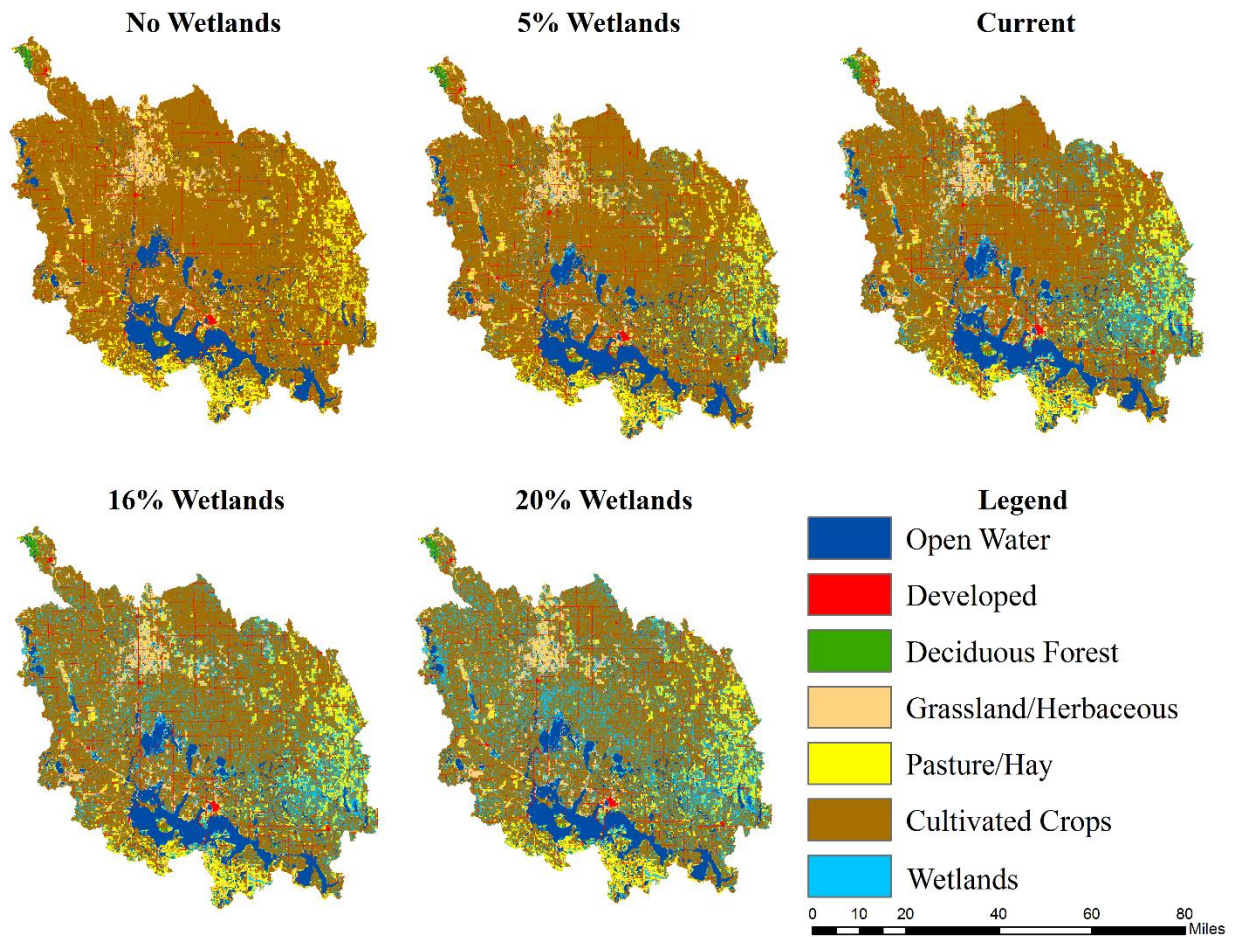 No Wetlands
5% Wetlands
Current
16% Wetlands
20% Wetlands
Legend
Open Water
Developed
Deciduous Forest
Grassland/Herbaceous
Pasture/Hay
Cultivated Crops
Wetlands
0 10 20 40 60 80
Miles